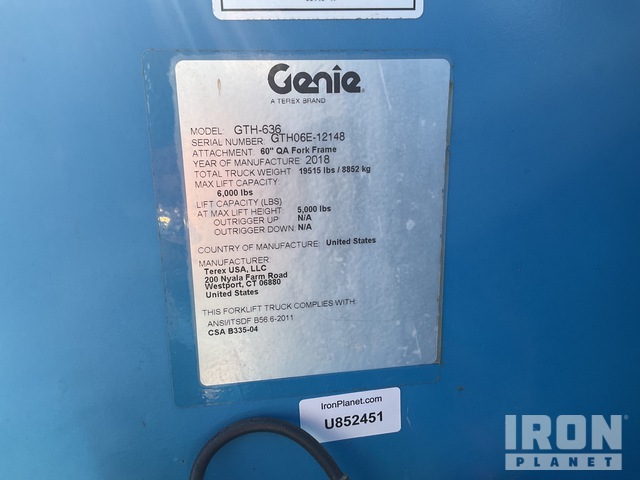 Genie
A TEREX BRAND
MODEL: GTH-636
SERIAL NUMBER: GTH06E-12148
ATTACHMENT: 60" QA Fork Frame
YEAR OF MANUFACTURE 2018
TOTAL TRUCK WEIGHT 19515 lbs / 8852 kg
MAX LIFT CAPACITY:
6,000 lbs
LIFT CAPACITY (LBS)
AT MAX LIFT HEIGHT: 5,000 lbs
OUTRIGGER UP: N/A
OUTRIGGER DOWN: N/A
COUNTRY OF MANUFACTURE: United States
MANUFACTURER:
Terex USA, LLC
200 Nyala Farm Road
Westport, CT 06880
United States
THIS FORKLIFT TRUCK COMPLIES WITH:
ANSI/ITSDF B56.6-2011
CSA B335-04
IronPlanet.com
U852451
IRON
PLANET